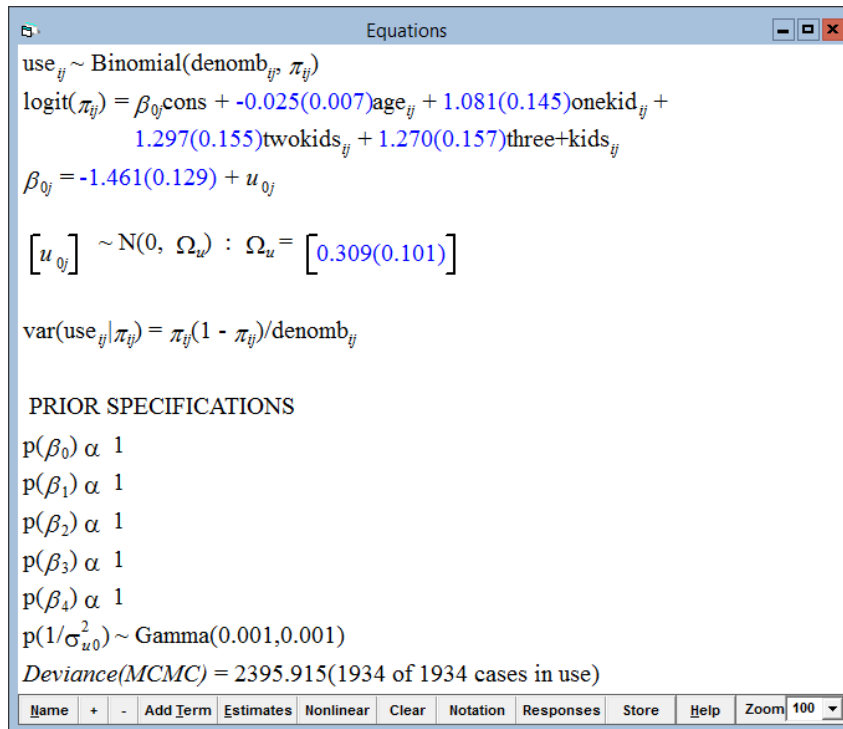 Equations
use_ij ~ Binomial(denomb_ij, π_ij)
logit(π_ij) = β_0j cons + -0.025(0.007)age_ij + 1.081(0.145)onekid_ij +
1.297(0.155)twokids_ij + 1.270(0.157)three+kids_ij
β_0j = -1.461(0.129) + u_0j
[u_0j] ~ N(0, Ω_u) : Ω_u = [0.309(0.101)]
var(use_ij|π_ij) = π_ij(1 - π_ij)/denomb_ij
PRIOR SPECIFICATIONS
p(β_0) α 1
p(β_1) α 1
p(β_2) α 1
p(β_3) α 1
p(β_4) α 1
p(1/σ²_u0) ~ Gamma(0.001,0.001)
Deviance(MCMC) = 2395.915(1934 of 1934 cases in use)
Name + - Add Term Estimates Nonlinear Clear Notation Responses Store Help Zoom 100